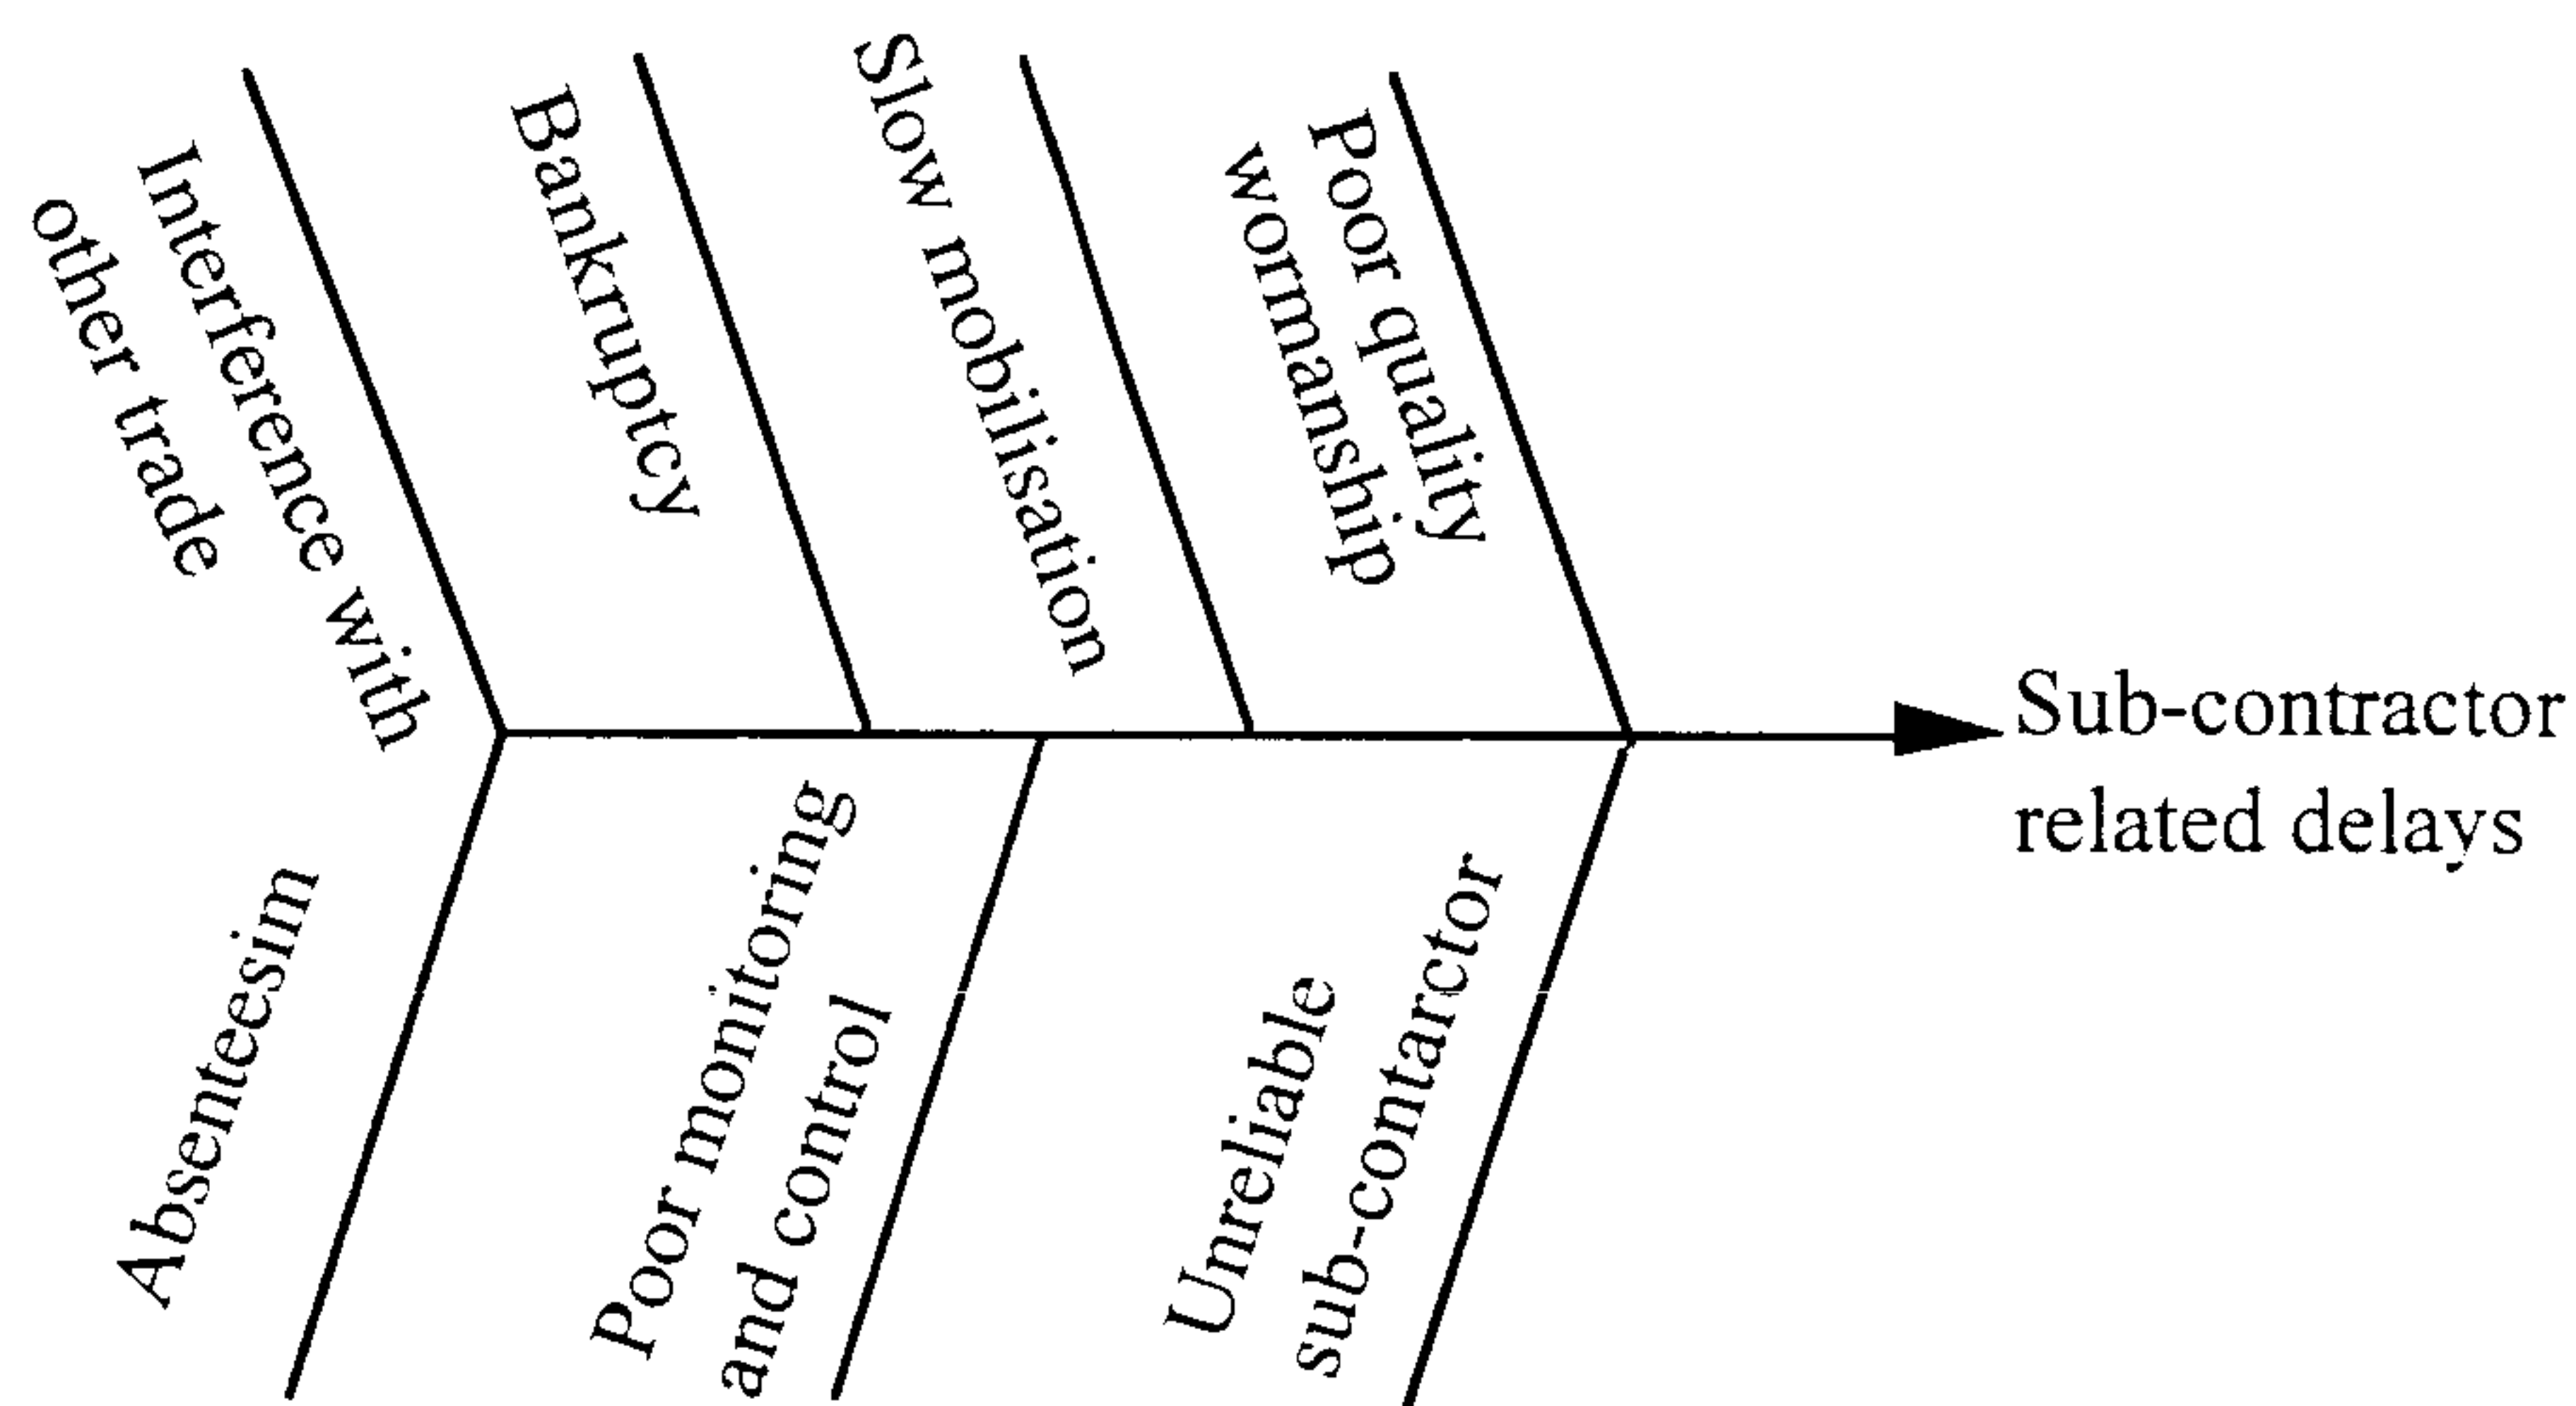 Interference with
other trade
Bankruptcy
Slow mobilisation
Poor quality
wormanship
Sub-contractor
related delays
Absenteesim
Poor monitoring
and control
Unreliable
sub-contarctor